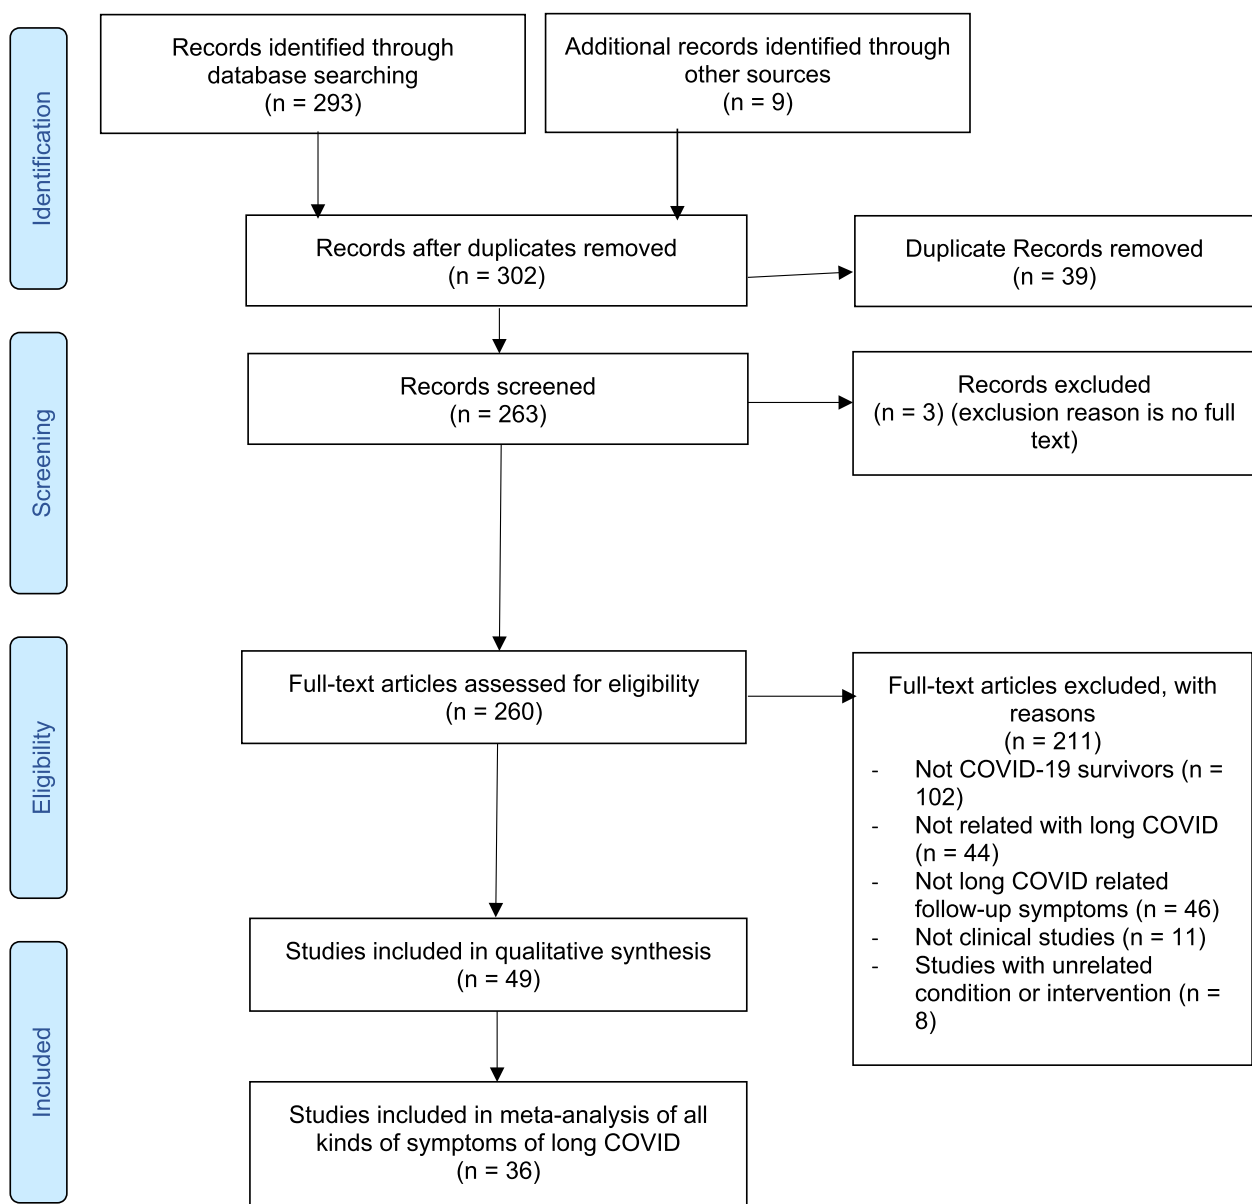 Identification
Records identified through
database searching
(n = 293)
Additional records identified through
other sources
(n = 9)
Records after duplicates removed
(n = 302)
Duplicate Records removed
(n = 39)
Screening
Records screened
(n = 263)
Records excluded
(n = 3) (exclusion reason is no full
text)
Eligibility
Full-text articles assessed for eligibility
(n = 260)
Full-text articles excluded, with
reasons
(n = 211)
- Not COVID-19 survivors (n =
102)
- Not related with long COVID
(n = 44)
- Not long COVID related
follow-up symptoms (n = 46)
- Not clinical studies (n = 11)
- Studies with unrelated
condition or intervention (n =
8)
Included
Studies included in qualitative synthesis
(n = 49)
Studies included in meta-analysis of all
kinds of symptoms of long COVID
(n = 36)